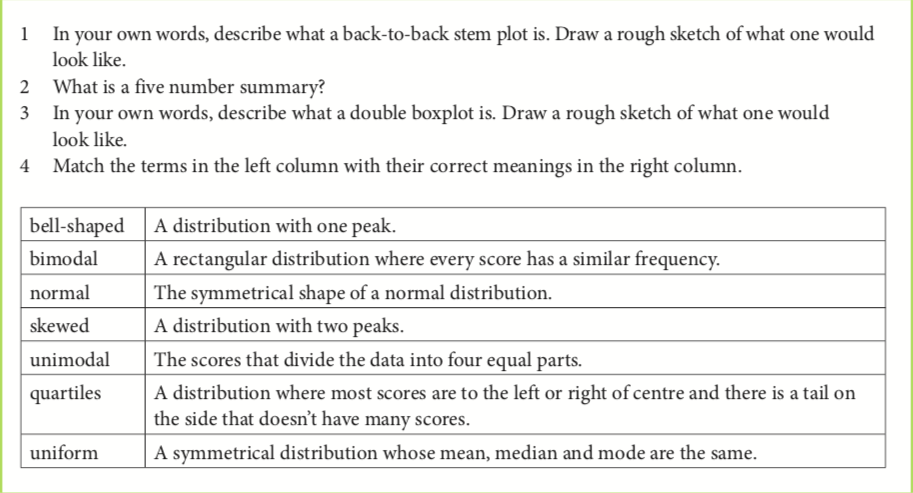 1 In your own words, describe what a back-to-back stem plot is. Draw a rough sketch of what one would
look like.
2 What is a five number summary?
3 In your own words, describe what a double boxplot is. Draw a rough sketch of what one would
look like.
4 Match the terms in the left column with their correct meanings in the right column.
bell-shaped A distribution with one peak.
bimodal A rectangular distribution where every score has a similar frequency.
normal The symmetrical shape of a normal distribution.
skewed A distribution with two peaks.
unimodal The scores that divide the data into four equal parts.
quartiles A distribution where most scores are to the left or right of centre and there is a tail on
the side that doesn’t have many scores.
uniform A symmetrical distribution whose mean, median and mode are the same.